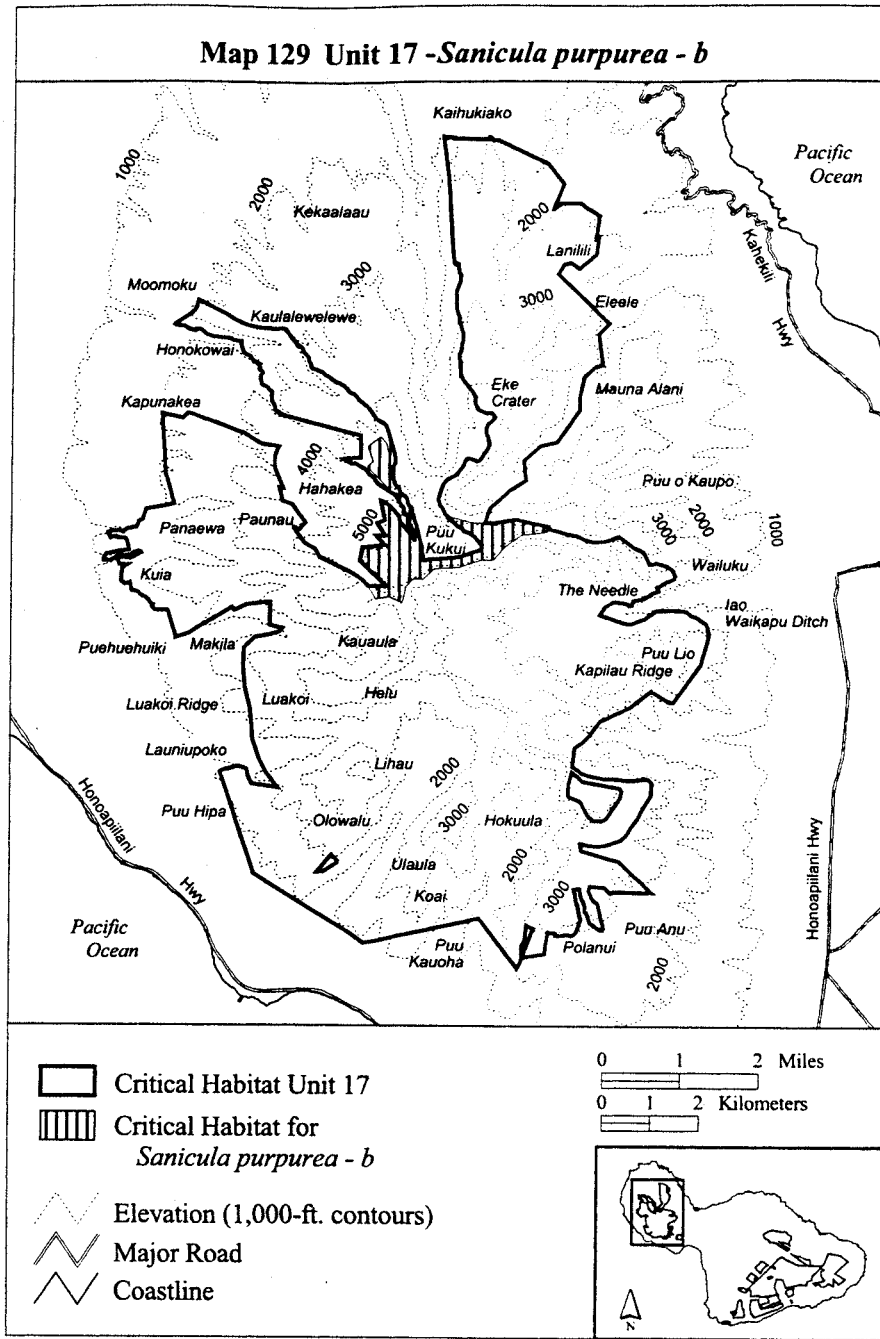 Map 129 Unit 17 -Sanicula purpurea - b
Kaihukiako
Pacific
Ocean
1000
2000
Kekaalaau
2000
Lanilili
Kahekili
Hwy
3000
Moomoku
Kaulalewelewe
3000
Eleele
Honokowai
Eke
Crater
Mauna Alani
Kapunakea
4000
Hahakea
Puu o Kaupo
Panaewa
Paunau
5000
Puu
Kukui
3000
2000
1000
Wailuku
Kuia
The Needle
Iao
Waikapu Ditch
Puehuehuiki
Makila
Kauaula
Puu Lio
Kapilau Ridge
Luakoi Ridge
Luakoi
Helu
Launiupoko
Lihau
2000
Honoapiilani
Hwy
Puu Hipa
Olowalu
3000
Hokuula
Honoapiilani Hwy
Ulaula
2000
Koai
3000
Pacific
Ocean
Puu
Kauoha
Polanui
Puu Anu
2000
Critical Habitat Unit 17
Critical Habitat for
Sanicula purpurea - b
Elevation (1,000-ft. contours)
Major Road
Coastline
0 1 2 Miles
0 1 2 Kilometers
N